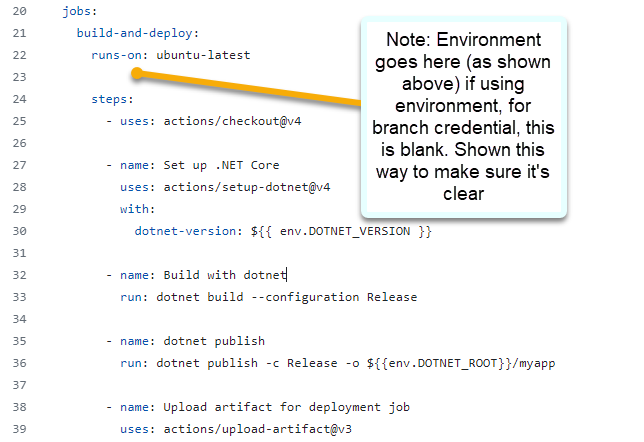 20 jobs:
21 build-and-deploy:
22 runs-on: ubuntu-latest
23
24 steps:
25 - uses: actions/checkout@v4
26
27 - name: Set up .NET Core
28 uses: actions/setup-dotnet@v4
29 with:
30 dotnet-version: ${{ env.DOTNET_VERSION }}
31
32 - name: Build with dotnet
33 run: dotnet build --configuration Release
34
35 - name: dotnet publish
36 run: dotnet publish -c Release -o ${{env.DOTNET_ROOT}}/myapp
37
38 - name: Upload artifact for deployment job
39 uses: actions/upload-artifact@v3
Note: Environment
goes here (as shown
above) if using
environment, for
branch credential, this
is blank. Shown this
way to make sure it's
clear